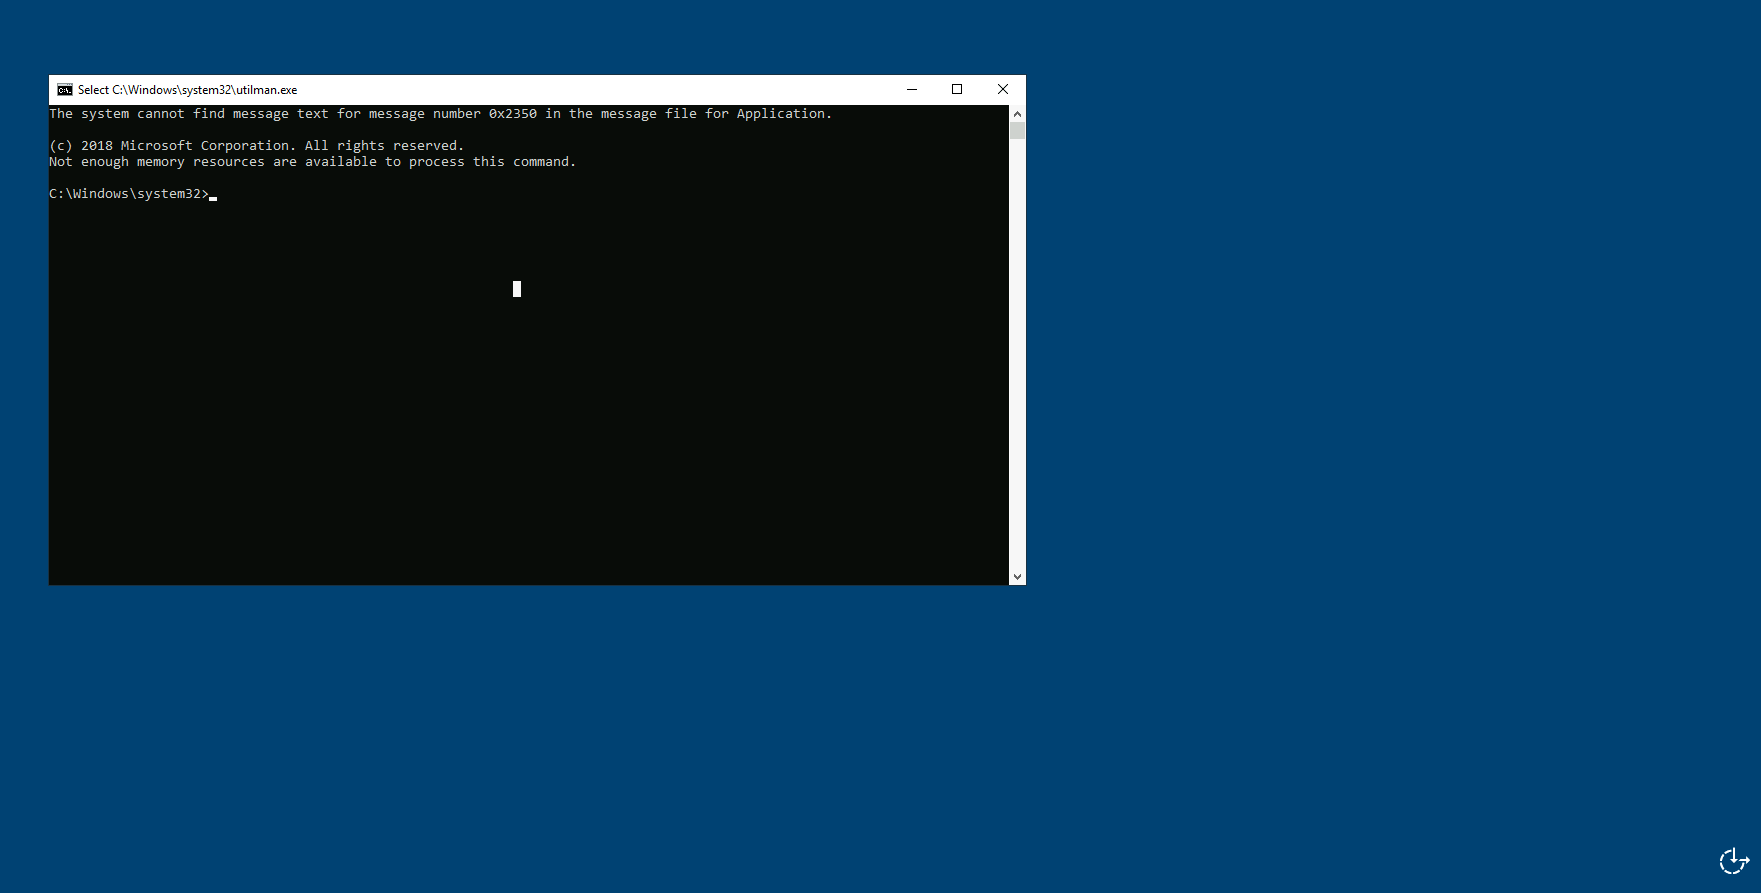 Select C:\Windows\system32\utilman.exe
The system cannot find message text for message number 0x2350 in the message file for Application.
(c) 2018 Microsoft Corporation. All rights reserved.
Not enough memory resources are available to process this command.
C:\Windows\system32>